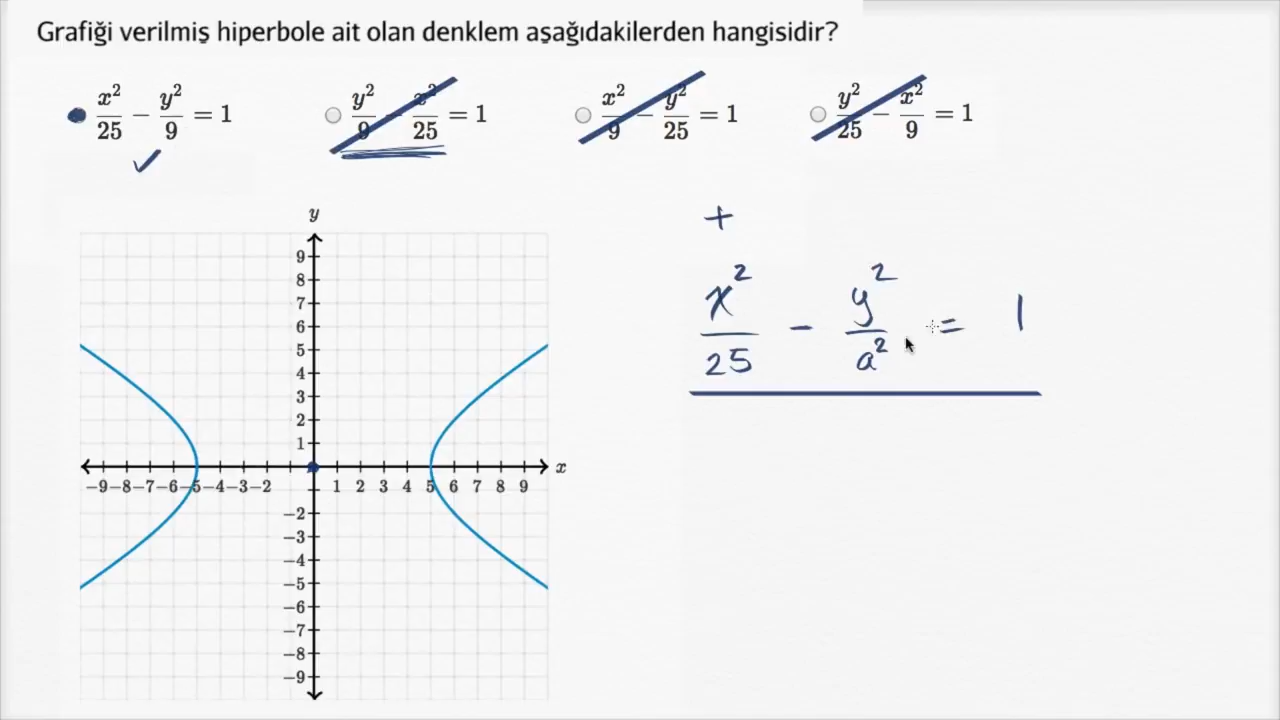 Grafiği verilmiş hiperbole ait olan denklem aşağıdakilerden hangisidir?
x²/25 − y²/9 = 1
y²/9 − x²/25 = 1
x²/9 − y²/25 = 1
y²/25 − x²/9 = 1
+
x²/25 − y²/a² = 1
y
9
8
7
6
5
4
3
2
1
−9 −8 −7 −6 −5 −4 −3 −2 1 2 3 4 5 6 7 8 9 x
−2
−3
−4
−5
−6
−7
−8
−9